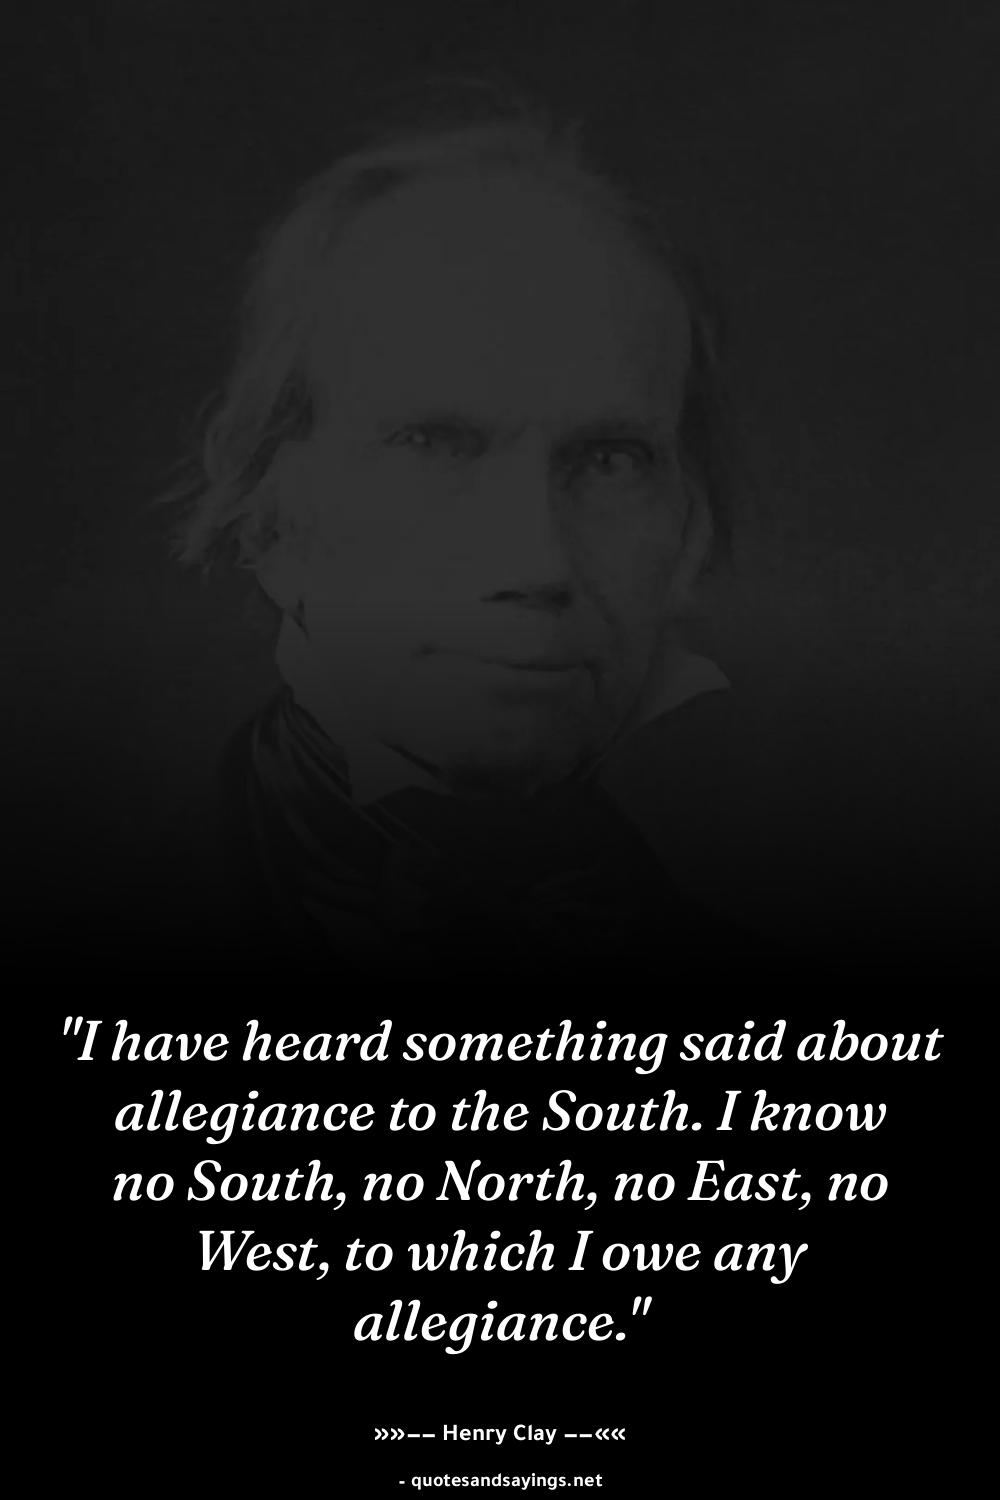 "I have heard something said about
allegiance to the South. I know
no South, no North, no East, no
West, to which I owe any
allegiance."
»»−− Henry Clay −−««
- quotesandsayings.net